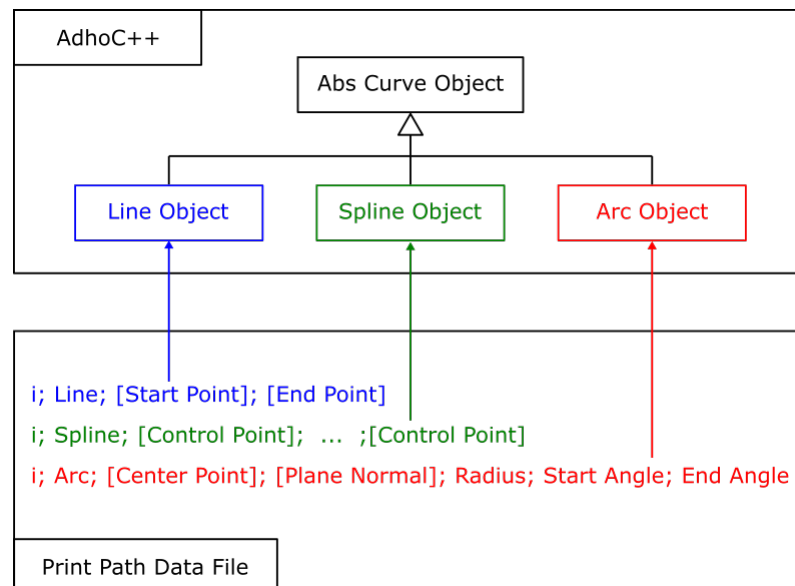 AdhoC++
Abs Curve Object
Line Object
Spline Object
Arc Object
i; Line; [Start Point]; [End Point]
i; Spline; [Control Point];  ...  ;[Control Point]
i; Arc; [Center Point]; [Plane Normal]; Radius; Start Angle; End Angle
Print Path Data File